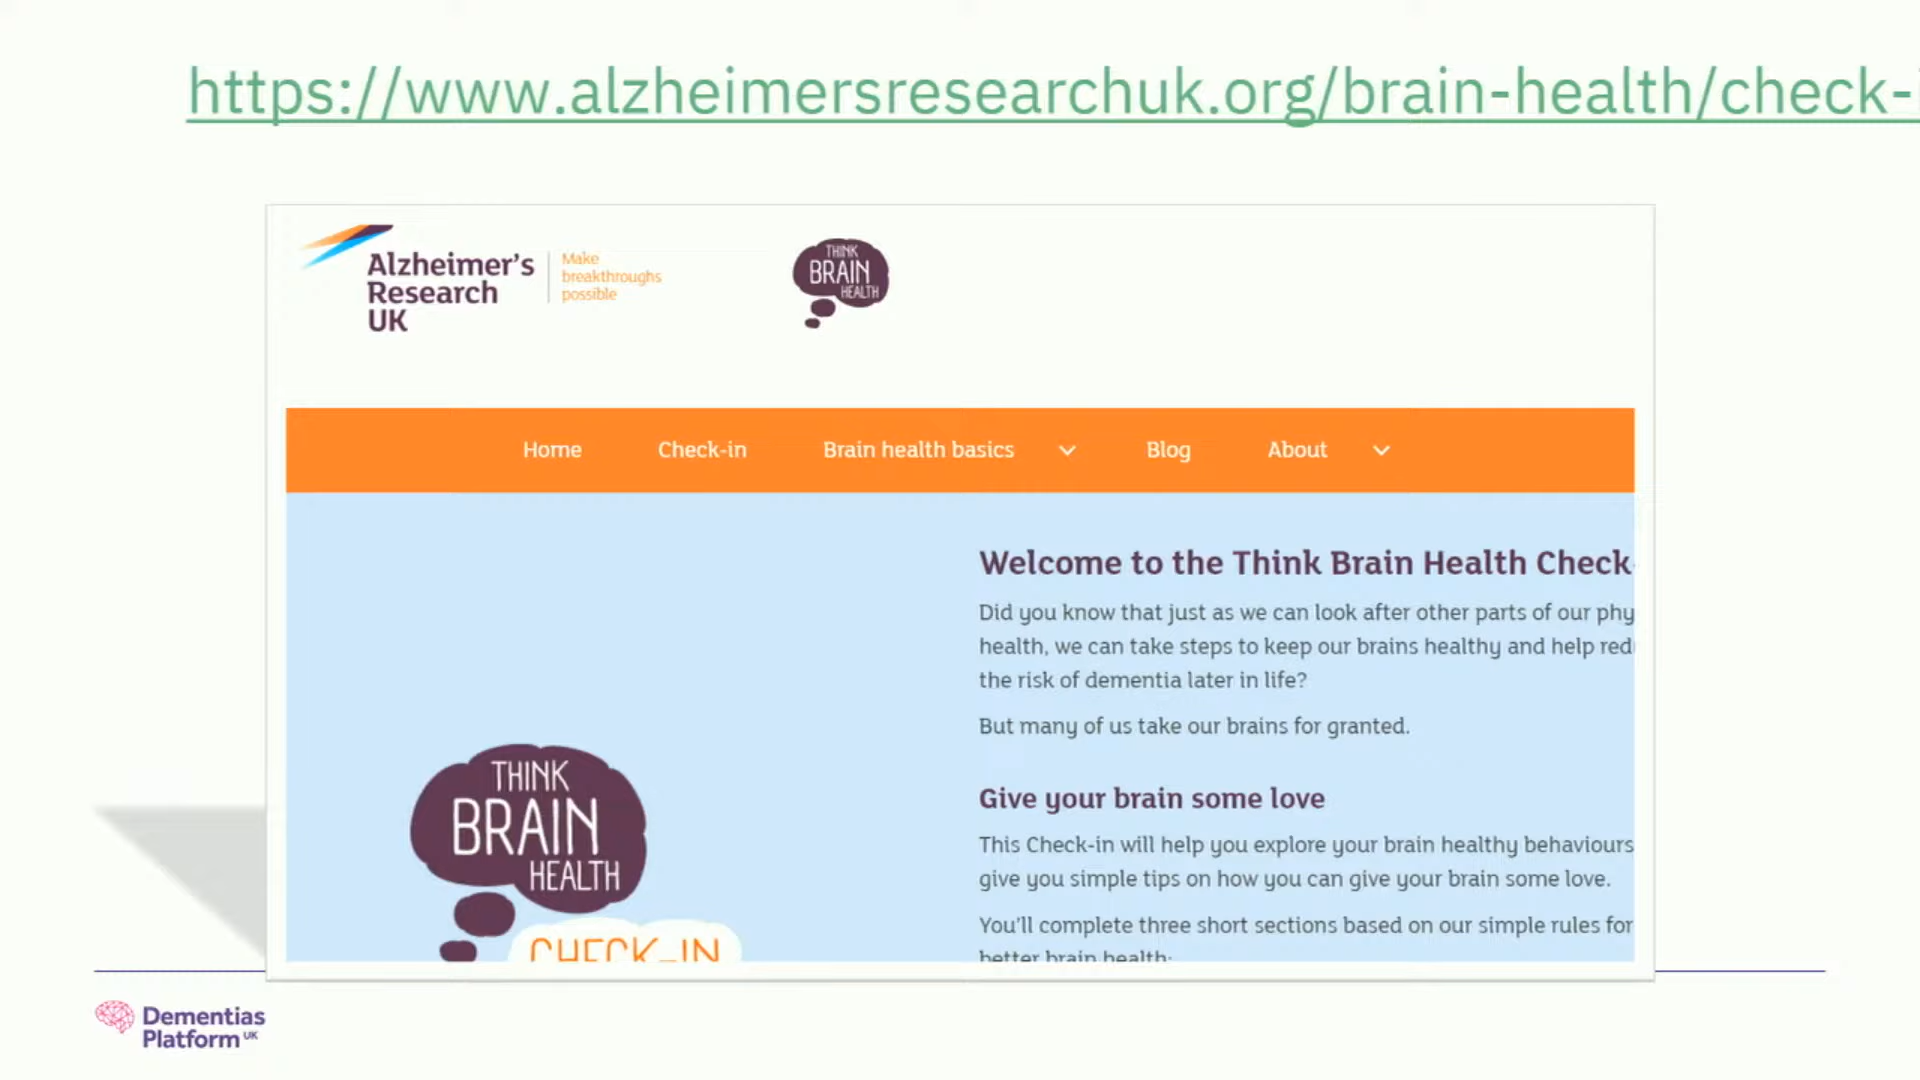 https://www.alzheimersresearchuk.org/brain-health/check-
Alzheimer's
Research
UK
Make
breakthroughs
possible
THINK
BRAIN
HEALTH
Home Check-in Brain health basics Blog About
Welcome to the Think Brain Health Check-
Did you know that just as we can look after other parts of our phy
health, we can take steps to keep our brains healthy and help red
the risk of dementia later in life?
But many of us take our brains for granted.
Give your brain some love
This Check-in will help you explore your brain healthy behaviours
give you simple tips on how you can give your brain some love.
You'll complete three short sections based on our simple rules for
better brain health:
THINK
BRAIN
HEALTH
CHECK-IN
Dementias
Platform UK